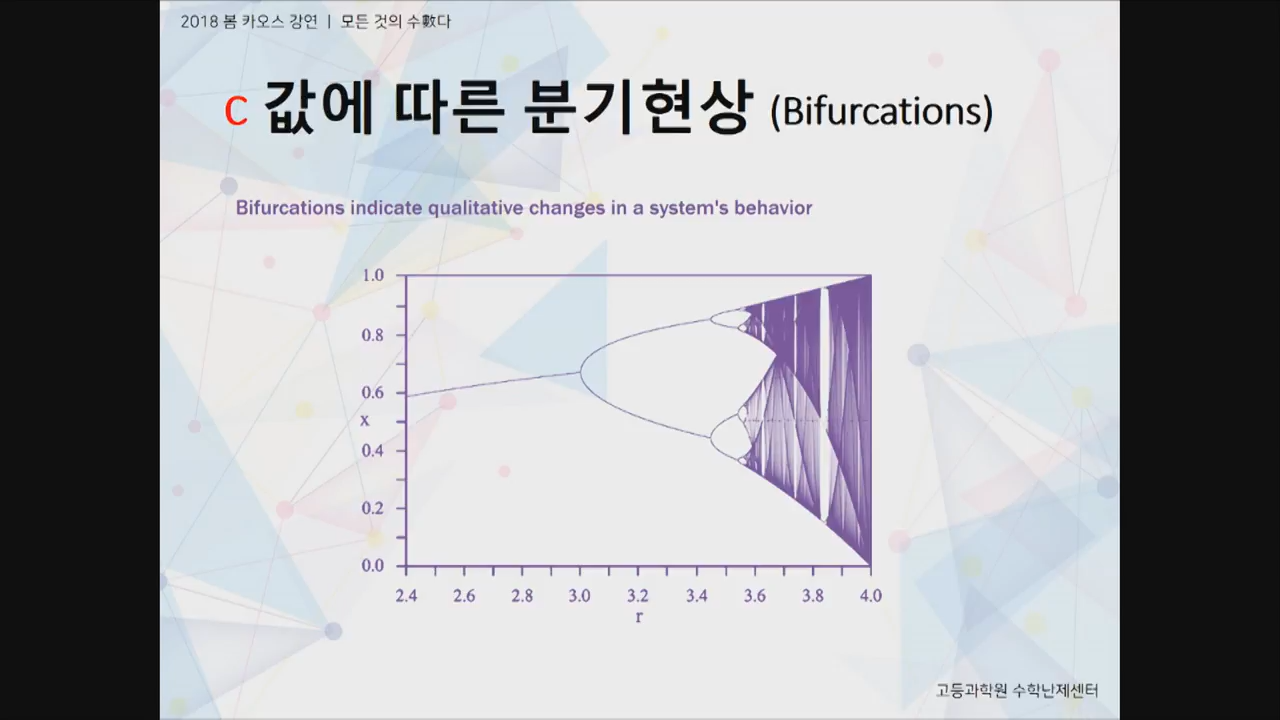 2018 봄 카오스 강연 | 모든 것의 수數다
c 값에 따른 분기현상 (Bifurcations)
Bifurcations indicate qualitative changes in a system's behavior
1.0
0.8
0.6
x
0.4
0.2
0.0
2.4 2.6 2.8 3.0 3.2 3.4 3.6 3.8 4.0
r
고등과학원 수학난제센터